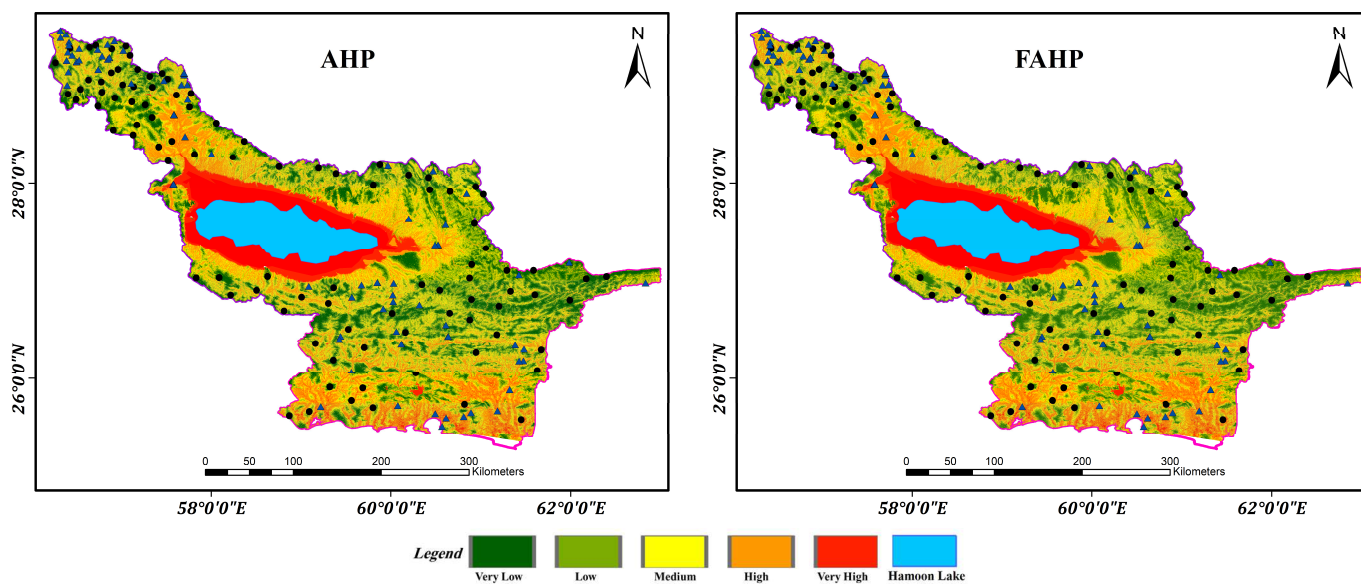 AHP
N
28°0'0"N
26°0'0"N
0 50 100 200 300
Kilometers
58°0'0"E 60°0'0"E 62°0'0"E
FAHP
N
28°0'0"N
26°0'0"N
0 50 100 200 300
Kilometers
58°0'0"E 60°0'0"E 62°0'0"E
Legend
Very Low Low Medium High Very High Hamoon Lake